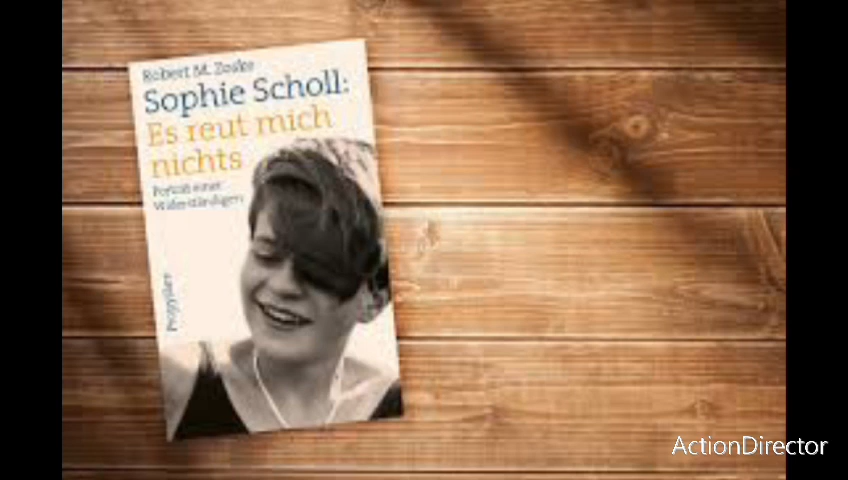 Robert M. Zoske
Sophie Scholl:
Es reut mich
nichts
Porträt einer
Widerständigen
Propyläen
ActionDirector